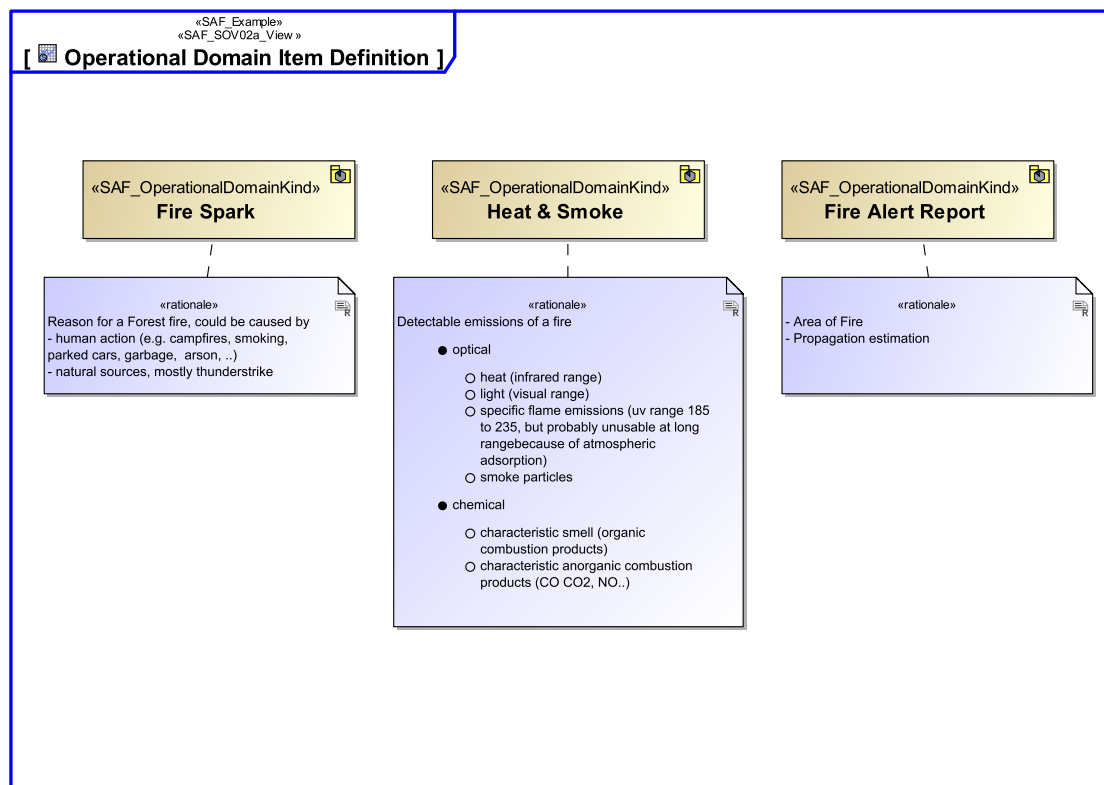 «SAF_Example»
«SAF_SOV02a_View »
[ Operational Domain Item Definition ]
«SAF_OperationalDomainKind»
Fire Spark
«SAF_OperationalDomainKind»
Heat & Smoke
«SAF_OperationalDomainKind»
Fire Alert Report
«rationale»
R
Reason for a Forest fire, could be caused by
- human action (e.g. campfires, smoking,
parked cars, garbage,  arson, ..)
- natural sources, mostly thunderstrike
«rationale»
R
Detectable emissions of a fire
● optical
○ heat (infrared range)
○ light (visual range)
○ specific flame emissions (uv range 185
to 235, but probably unusable at long
rangebecause of atmospheric
adsorption)
○ smoke particles
● chemical
○ characteristic smell (organic
combustion products)
○ characteristic anorganic combustion
products (CO CO2, NO..)
«rationale»
R
- Area of Fire
- Propagation estimation